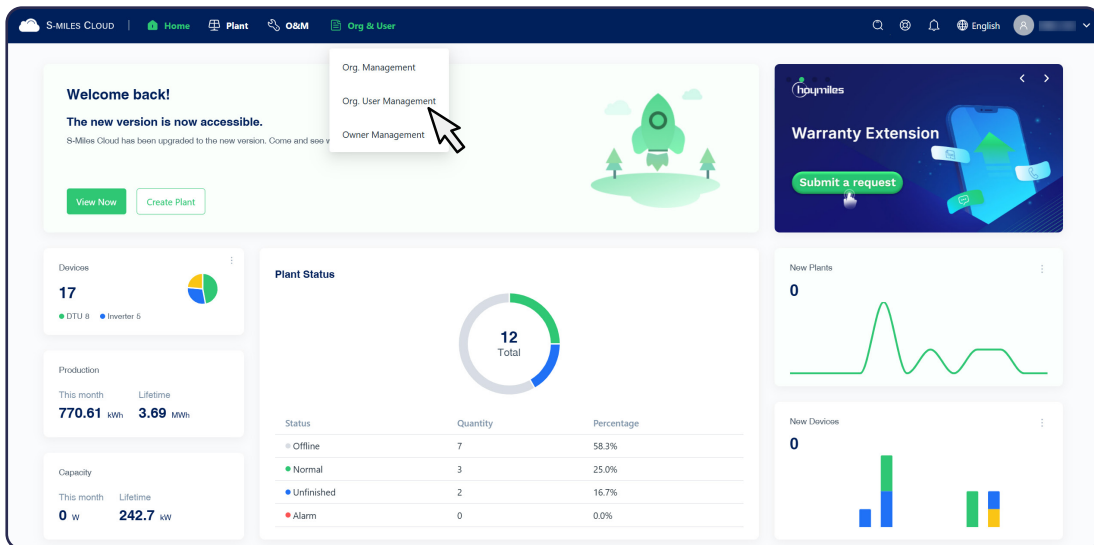 S-MILES CLOUD | Home Plant O&M Org & User English
Org. Management
Org. User Management
Owner Management
Welcome back!
The new version is now accessible.
S-Miles Cloud has been upgraded to the new version. Come and see
View Now Create Plant
hoymiles
Warranty Extension
Submit a request
Devices
17
DTU 8 Inverter 5
Production
This month Lifetime
770.61 kWh 3.69 MWh
Capacity
This month Lifetime
0 W 242.7 kW
Plant Status
12
Total
Status Quantity Percentage
Offline 7 58.3%
Normal 3 25.0%
Unfinished 2 16.7%
Alarm 0 0.0%
New Plants
0
New Devices
0